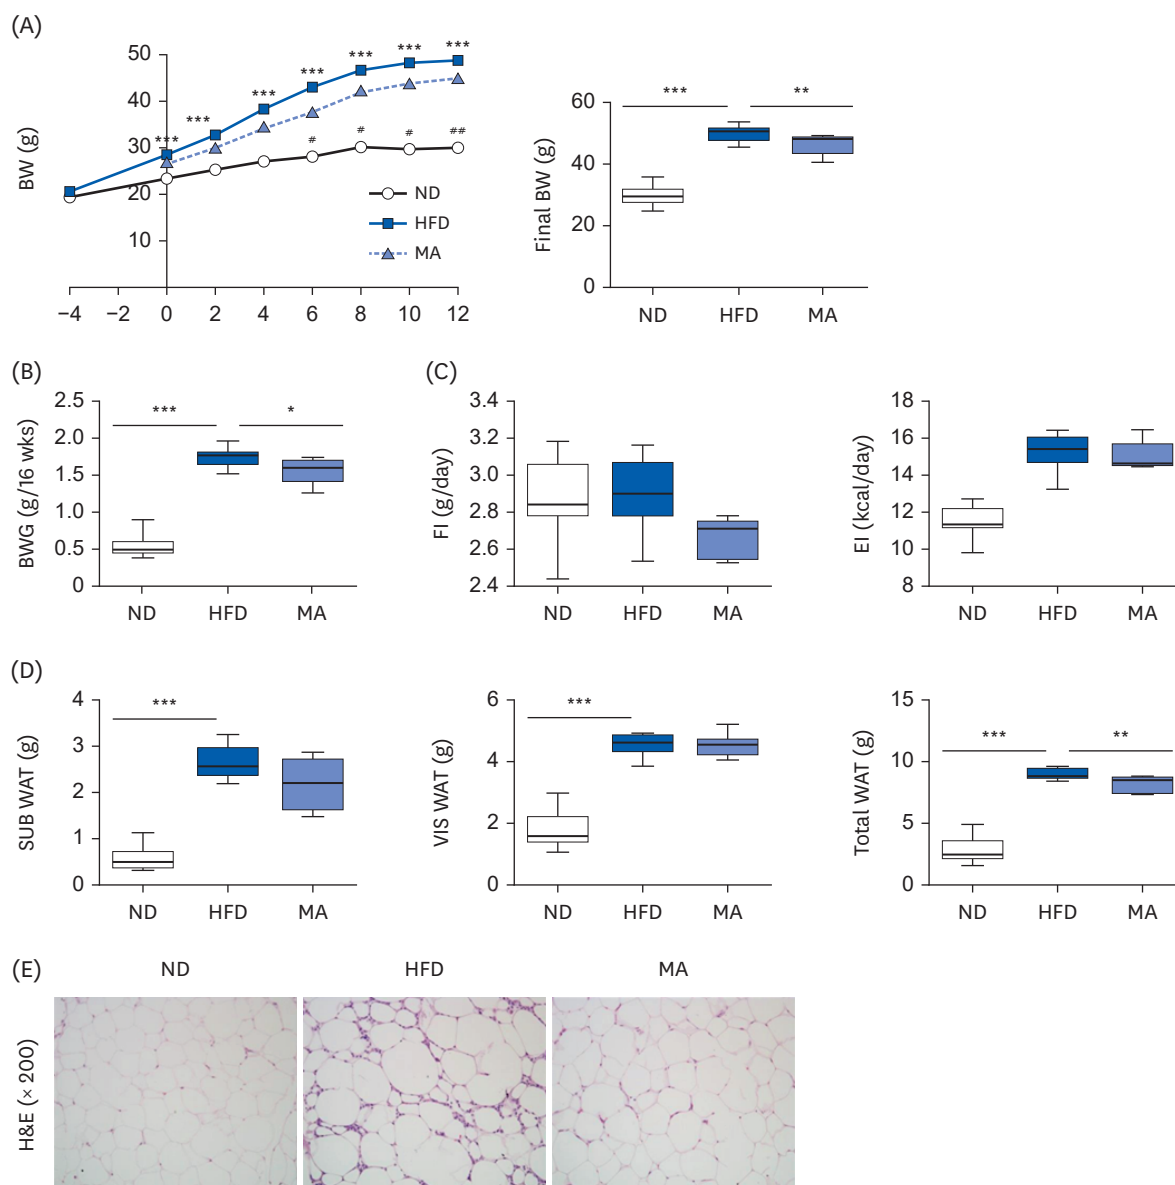 (A)
BW (g)
50
40
30
20
10
−4 −2 0 2 4 6 8 10 12
*** *** *** *** *** *** ***
# # # ##
ND
HFD
MA
Final BW (g)
60
40
20
0
*** **
ND HFD MA
(B)
BWG (g/16 wks)
2.5
2.0
1.5
1.0
0.5
0
*** *
ND HFD MA
(C)
FI (g/day)
3.4
3.2
3.0
2.8
2.6
2.4
ND HFD MA
EI (kcal/day)
18
16
14
12
10
8
ND HFD MA
(D)
SUB WAT (g)
4
3
2
1
0
***
ND HFD MA
VIS WAT (g)
6
4
2
0
***
ND HFD MA
Total WAT (g)
15
10
5
0
*** **
ND HFD MA
(E)
ND HFD MA
H&E (× 200)